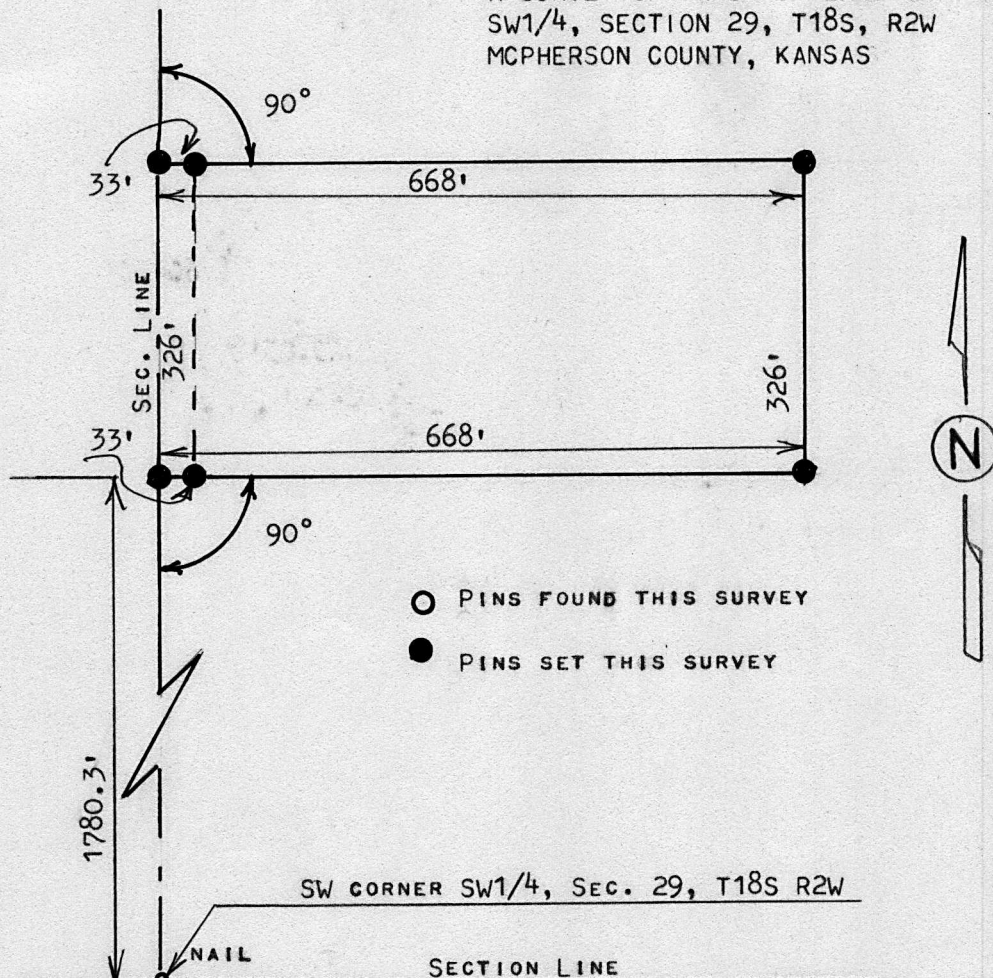 SW1/4, SECTION 29, T18S, R2W
MCPHERSON COUNTY, KANSAS
90°
33'
668'
SEC. LINE
326'
326'
33'
668'
N
90°
PINS FOUND THIS SURVEY
PINS SET THIS SURVEY
1780.3'
SW CORNER SW1/4, SEC. 29, T18S R2W
NAIL
SECTION LINE